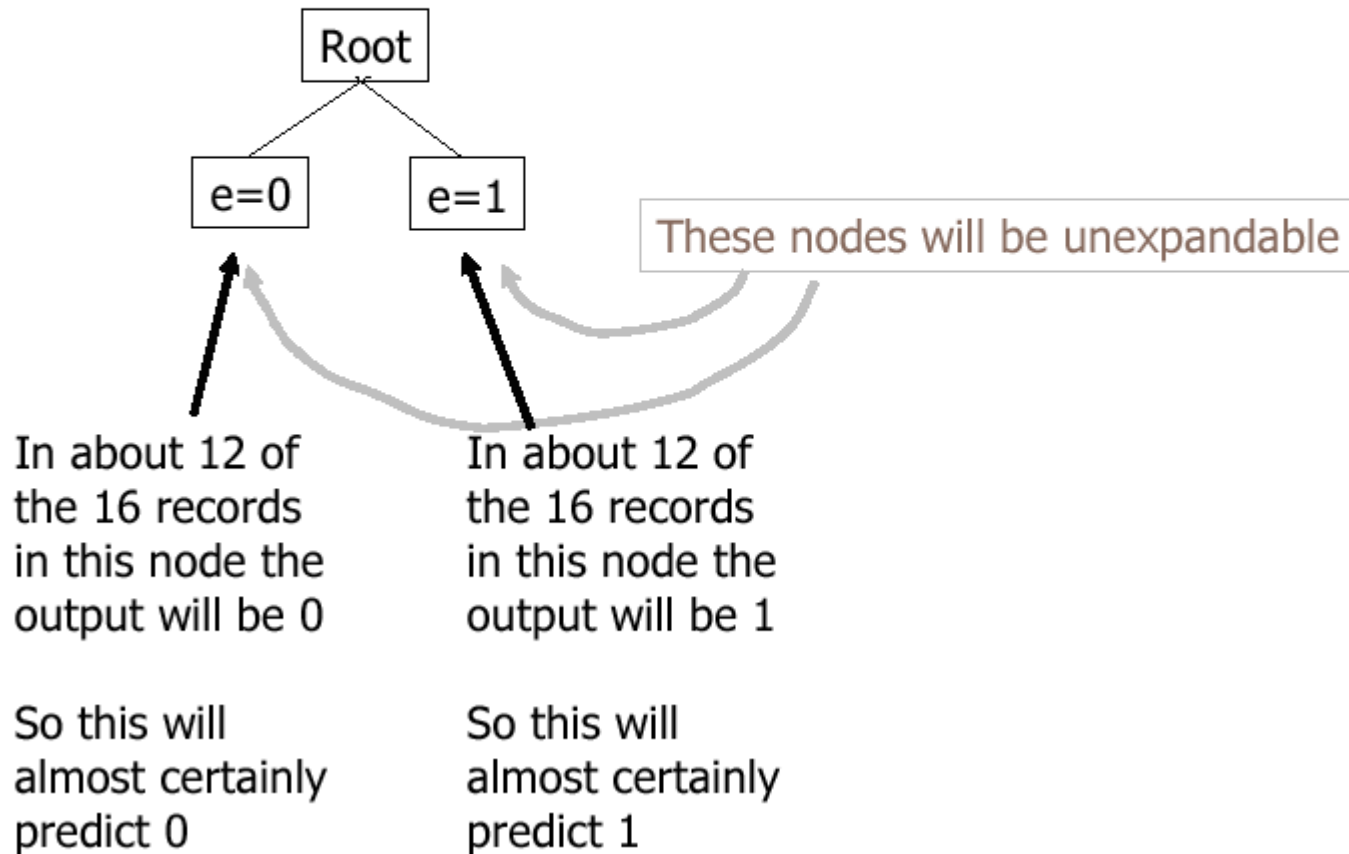 Root
e=0
e=1
These nodes will be unexpandable
In about 12 of
the 16 records
in this node the
output will be 0
So this will
almost certainly
predict 0
In about 12 of
the 16 records
in this node the
output will be 1
So this will
almost certainly
predict 1